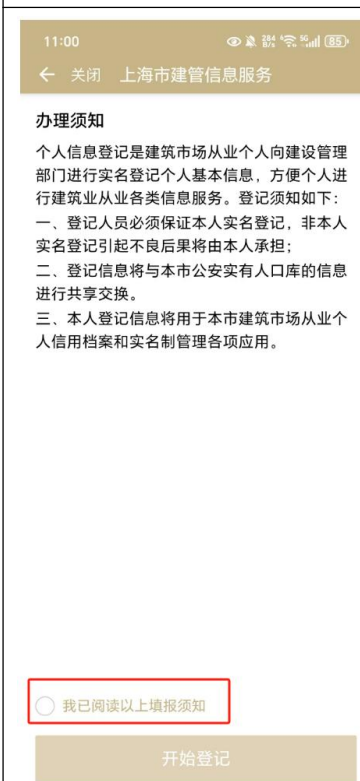 11:00
284 B/s 5G 85
← 关闭 上海市建管信息服务
办理须知
个人信息登记是建筑市场从业个人向建设管理
部门进行实名登记个人基本信息，方便个人进
行建筑业从业各类信息服务。登记须知如下：
一、登记人员必须保证本人实名登记，非本人
实名登记引起不良后果将由本人承担；
二、登记信息将与本市公安实有人口库的信息
进行共享交换。
三、本人登记信息将用于本市建筑市场从业个
人信用档案和实名制管理各项应用。
我已阅读以上填报须知
开始登记